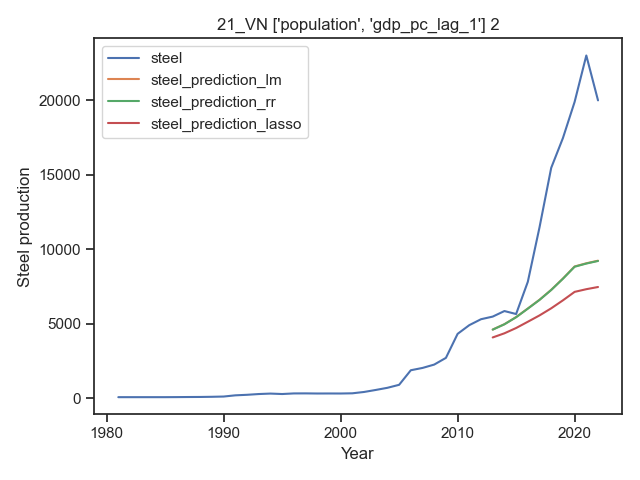 21_VN ['population', 'gdp_pc_lag_1'] 2
steel
steel_prediction_lm
steel_prediction_rr
steel_prediction_lasso
Steel production
20000
15000
10000
5000
0
1980
1990
2000
2010
2020
Year